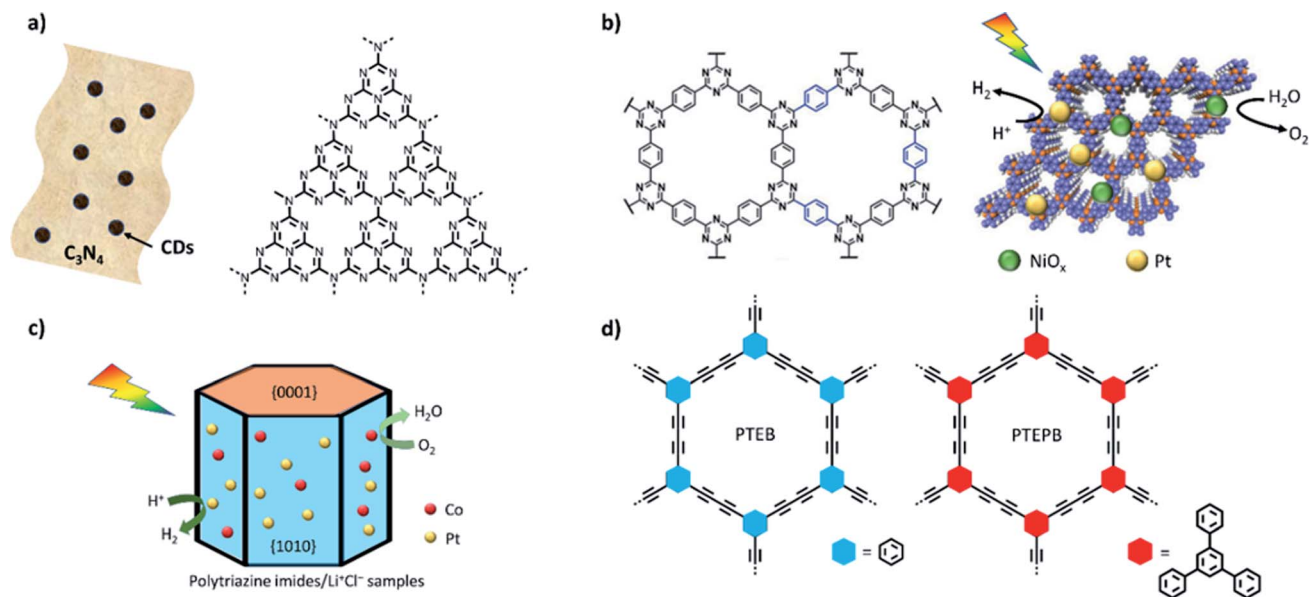 a)
C₃N₄
CDs
b)
H₂
H⁺
H₂O
O₂
NiOₓ
Pt
c)
{0001}
H₂O
O₂
H⁺
H₂
Co
Pt
{1010}
Polytriazine imides/Li⁺Cl⁻ samples
d)
PTEB
PTEPB
=
=